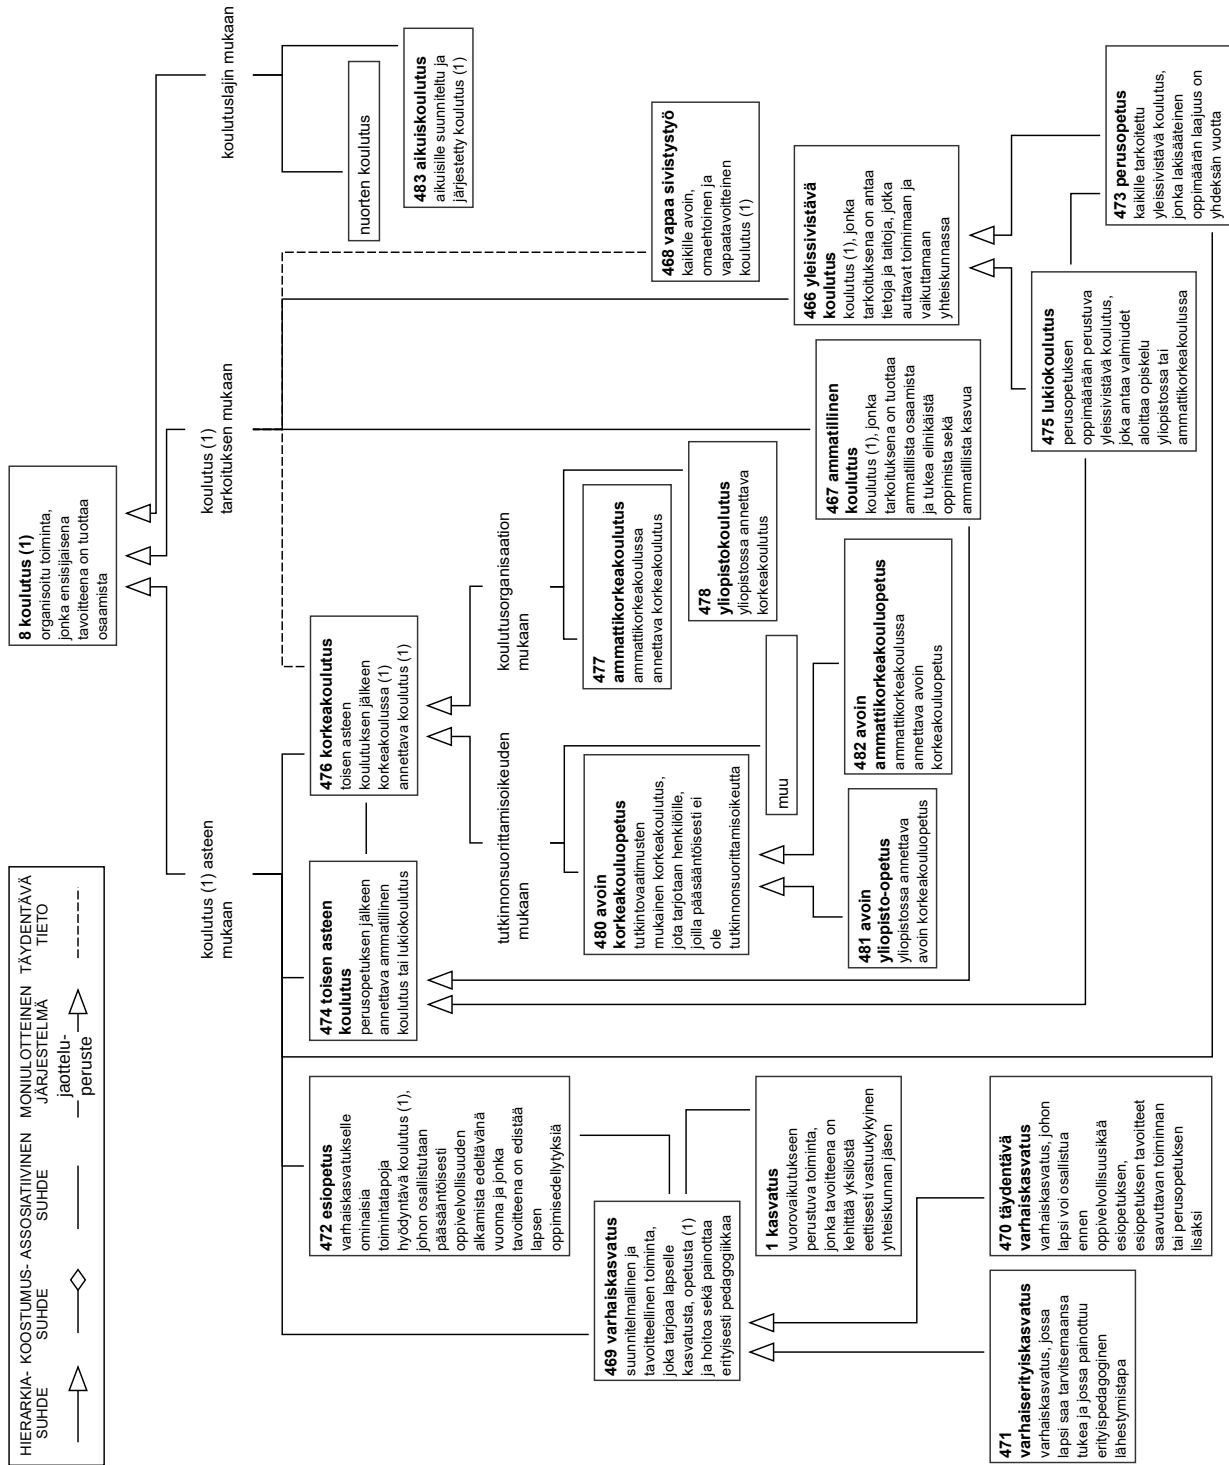 HIERARKIA- KOOSTUMUS- ASSOSIATIIVINEN MONIULOTTEINEN TÄYDENTÄVÄ
SUHDE SUHDE SUHDE JÄRJESTELMÄ TIETO
jaottelu-
peruste
8 koulutus (1)
organisoitu toiminta,
jonka ensisijaisena
tavoitteena on tuottaa
osaamista
koulutus (1) asteen
mukaan
koulutus (1)
tarkoituksen mukaan
koulutuslajin mukaan
472 esiopetus
varhaiskasvatukselle
ominaisia
toimintatapoja
hyödyntävä koulutus (1),
johon osallistutaan
pääsääntöisesti
oppivelvollisuuden
alkamista edeltävänä
vuonna ja jonka
tavoitteena on edistää
lapsen
oppimisedellytyksiä
474 toisen asteen
koulutus
perusopetuksen jälkeen
annettava ammatillinen
koulutus tai lukiokoulutus
476 korkeakoulutus
toisen asteen
koulutuksen jälkeen
korkeakoulussa (1)
annettava koulutus (1)
nuorten koulutus
483 aikuiskoulutus
aikuisille suunniteltu ja
järjestetty koulutus (1)
tutkinnonsuorittamisoikeuden
mukaan
koulutusorganisaation
mukaan
469 varhaiskasvatus
suunnitelmallinen ja
tavoitteellinen toiminta,
joka tarjoaa lapselle
kasvatusta, opetusta (1)
ja hoitoa sekä painottaa
erityisesti pedagogiikkaa
480 avoin
korkeakouluopetus
tutkintovaatimusten
mukainen korkeakoulutus,
jota tarjotaan henkilöille,
joilla pääsääntöisesti ei
ole
tutkinnonsuorittamisoikeutta
477
ammattikorkeakoulutus
ammattikorkeakoulussa
annettava korkeakoulutus
478
yliopistokoulutus
yliopistossa annettava
korkeakoulutus
468 vapaa sivistystyö
kaikille avoin,
omaehtoinen ja
vapaatavoitteinen
koulutus (1)
1 kasvatus
vuorovaikutukseen
perustuva toiminta,
jonka tavoitteena on
kehittää yksilöstä
eettisesti vastuukykyinen
yhteiskunnan jäsen
muu
467 ammatillinen
koulutus
koulutus (1), jonka
tarkoituksena on tuottaa
ammatillista osaamista
ja tukea elinikäistä
oppimista sekä
ammatillista kasvua
466 yleissivistävä
koulutus
koulutus (1), jonka
tarkoituksena on antaa
tietoja ja taitoja, jotka
auttavat toimimaan ja
vaikuttamaan
yhteiskunnassa
481 avoin
yliopisto-opetus
yliopistossa annettava
avoin korkeakouluopetus
482 avoin
ammattikorkeakouluopetus
ammattikorkeakoulussa
annettava avoin
korkeakouluopetus
471
varhaiserityiskasvatus
varhaiskasvatus, jossa
lapsi saa tarvitsemaansa
tukea ja jossa painottuu
erityispedagoginen
lähestymistapa
470 täydentävä
varhaiskasvatus
varhaiskasvatus, johon
lapsi voi osallistua
ennen
oppivelvollisuusikää
esiopetuksen,
esiopetuksen tavoitteet
saavuttavan toiminnan
tai perusopetuksen
lisäksi
475 lukiokoulutus
perusopetuksen
oppimäärään perustuva
yleissivistävä koulutus,
joka antaa valmiudet
aloittaa opiskelu
yliopistossa tai
ammattikorkeakoulussa
473 perusopetus
kaikille tarkoitettu
yleissivistävä koulutus,
jonka lakisääteinen
oppimäärän laajuus on
yhdeksän vuotta